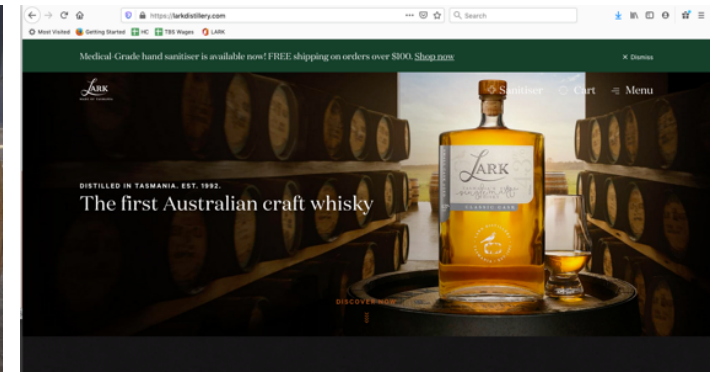 https://larkdistillery.com
Search
Most Visited
Getting Started
HC
TBS Wages
LARK
Medical-Grade hand sanitiser is available now! FREE shipping on orders over $100. Shop now
× Dismiss
LARK
Sanitiser
Cart
Menu
DISTILLED IN TASMANIA. EST. 1992.
The first Australian craft whisky
LARK
CLASSIC CASK
DISCOVER NOW